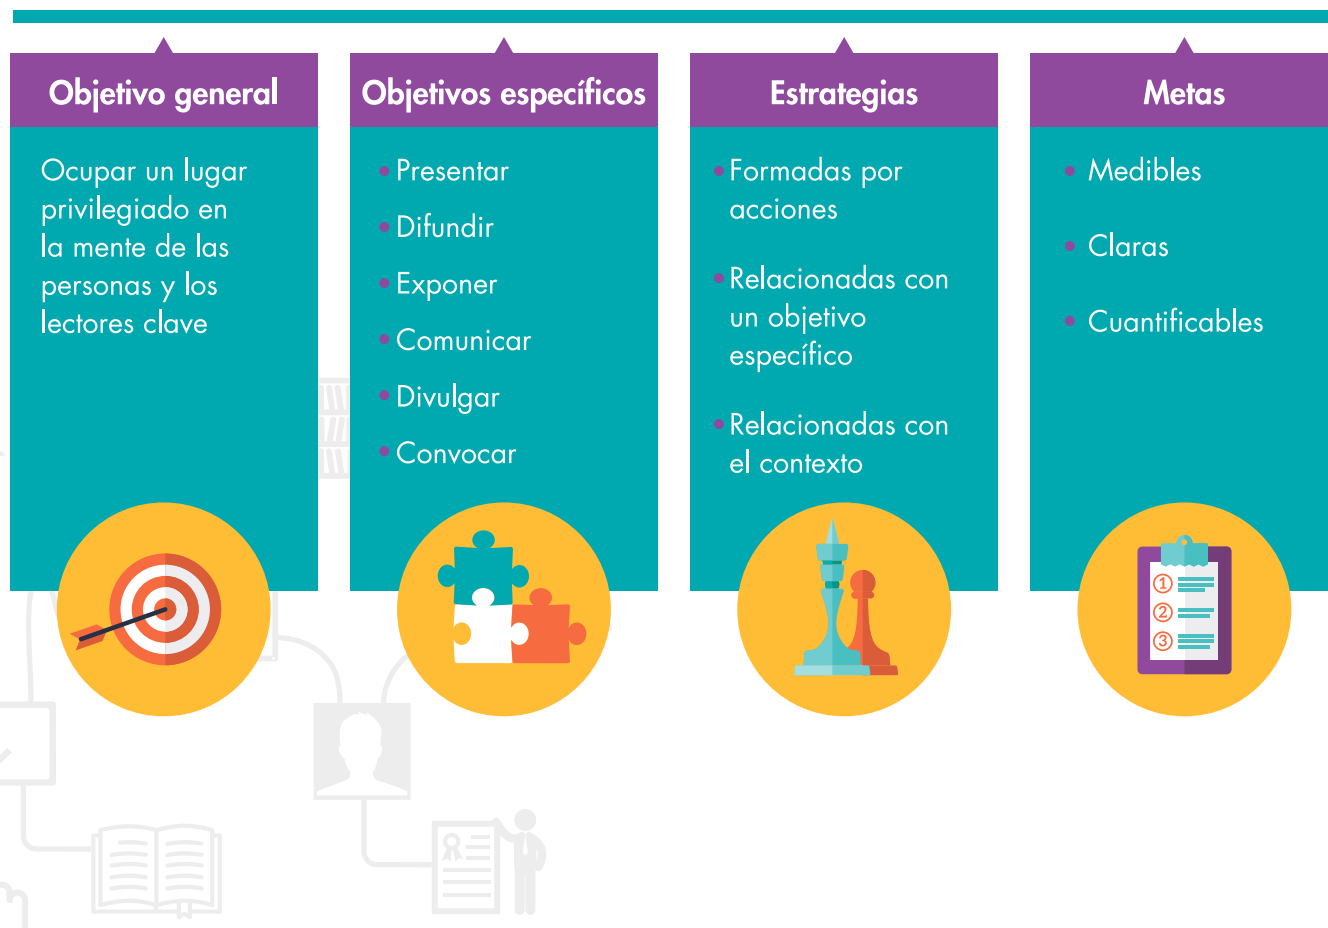 Objetivo general
Ocupar un lugar
privilegiado en
la mente de las
personas y los
lectores clave
Objetivos específicos
• Presentar
• Difundir
• Exponer
• Comunicar
• Divulgar
• Convocar
Estrategias
• Formadas por
acciones
• Relacionadas con
un objetivo
específico
• Relacionadas con
el contexto
Metas
• Medibles
• Claras
• Cuantificables
1
2
3